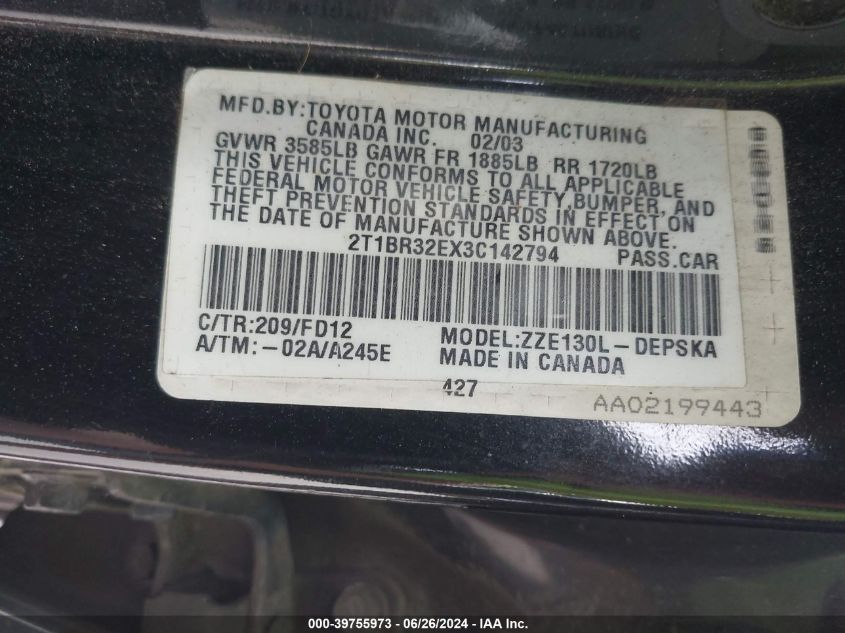 MFD.BY:TOYOTA MOTOR MANUFACTURING
CANADA INC. 02/03
GVWR 3585LB GAWR FR 1885LB RR 1720LB
THIS VEHICLE CONFORMS TO ALL APPLICABLE
FEDERAL MOTOR VEHICLE SAFETY,BUMPER, AND
THEFT PREVENTION STANDARDS IN EFFECT ON
THE DATE OF MANUFACTURE SHOWN ABOVE.
2T1BR32EX3C142794 PASS.CAR
C/TR:209/FD12 MODEL:ZZE130L-DEPSKA
A/TM:-02A/A245E MADE IN CANADA
427
AA02199443
000-39755973 | 06/26/2024 | IAA Inc.